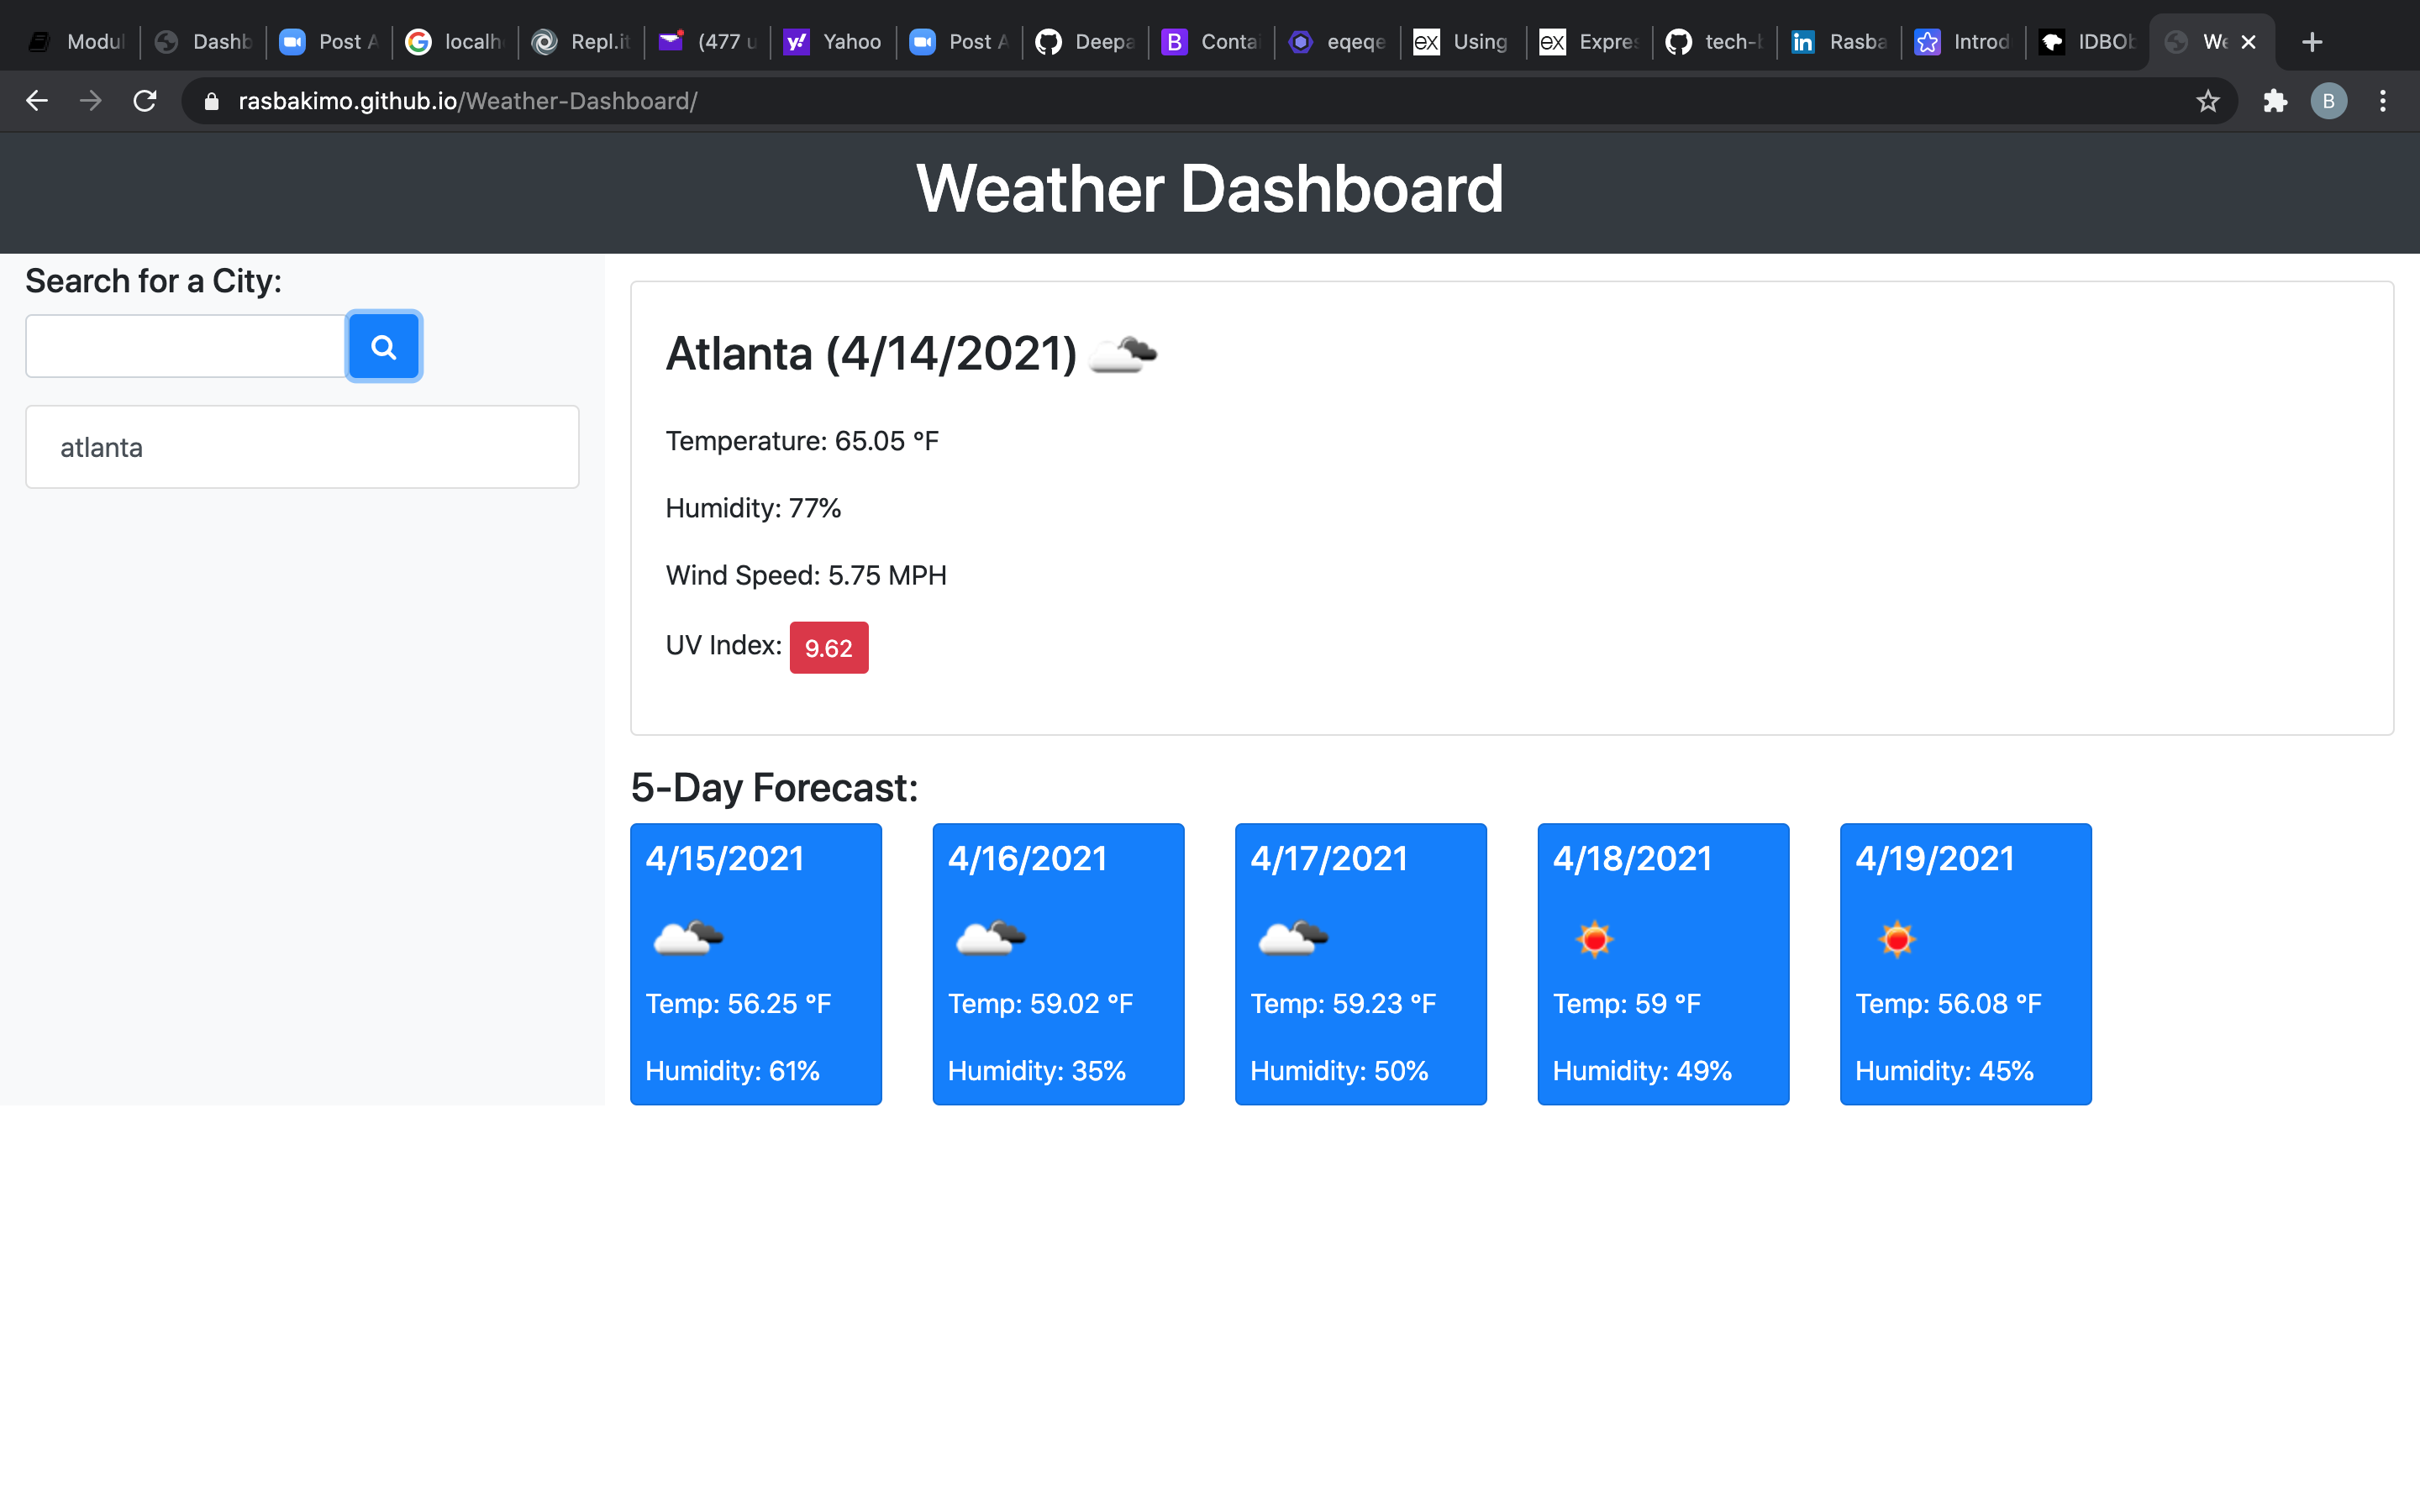 Modul Dashb Post A localh Repl.it (477 u Yahoo Post A Deepa Contai eqeqe Using Expres tech-b Rasba Introd IDBOb We
rasbakimo.github.io/Weather-Dashboard/ B
Weather Dashboard
Search for a City:
atlanta
Atlanta (4/14/2021)
Temperature: 65.05 °F
Humidity: 77%
Wind Speed: 5.75 MPH
UV Index: 9.62
5-Day Forecast:
4/15/2021 4/16/2021 4/17/2021 4/18/2021 4/19/2021
Temp: 56.25 °F Temp: 59.02 °F Temp: 59.23 °F Temp: 59 °F Temp: 56.08 °F
Humidity: 61% Humidity: 35% Humidity: 50% Humidity: 49% Humidity: 45%